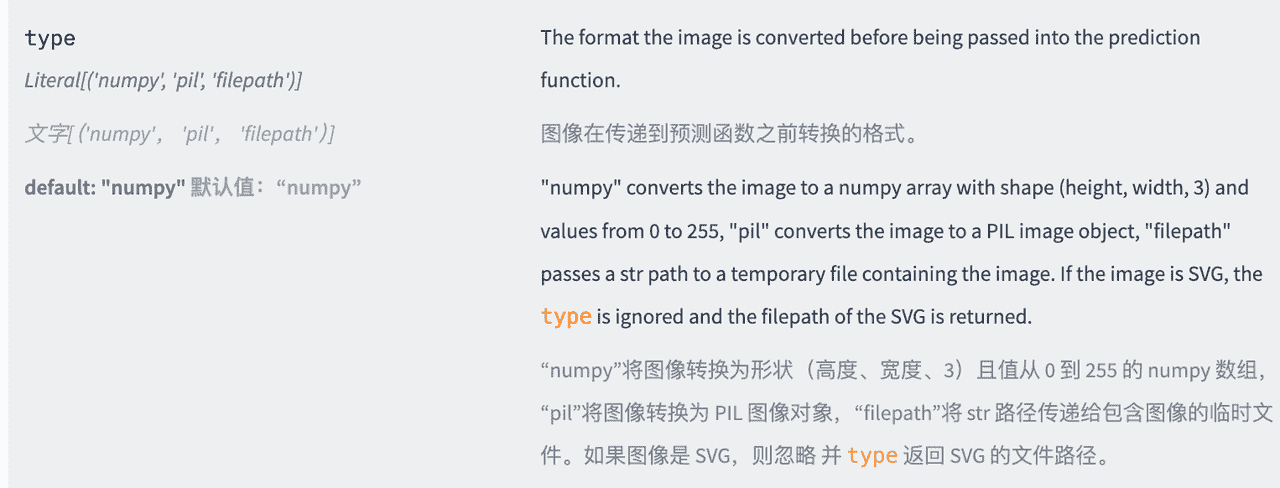 type
Literal[('numpy', 'pil', 'filepath')]
文字[（'numpy'， 'pil'， 'filepath'）]
default: "numpy" 默认值：“numpy”
The format the image is converted before being passed into the prediction
function.
图像在传递到预测函数之前转换的格式。
"numpy" converts the image to a numpy array with shape (height, width, 3) and
values from 0 to 255, "pil" converts the image to a PIL image object, "filepath"
passes a str path to a temporary file containing the image. If the image is SVG, the
type is ignored and the filepath of the SVG is returned.
“numpy”将图像转换为形状（高度、宽度、3）且值从 0 到 255 的 numpy 数组，
“pil”将图像转换为 PIL 图像对象，“filepath”将 str 路径传递给包含图像的临时文
件。如果图像是 SVG，则忽略 并 type 返回 SVG 的文件路径。